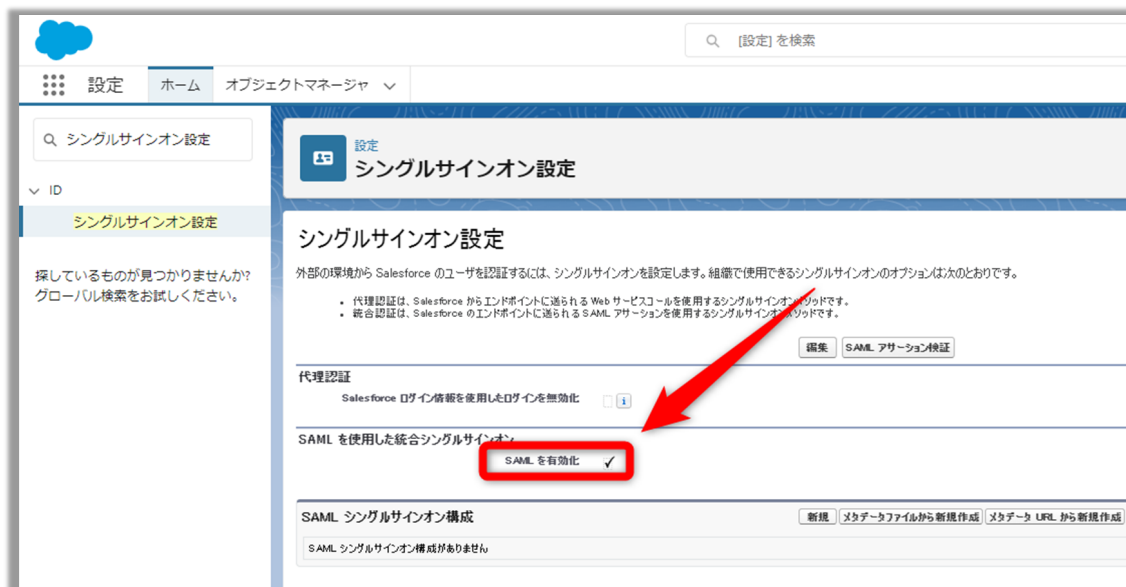 [設定] を検索
設定
ホーム
オブジェクトマネージャ
シングルサインオン設定
ID
シングルサインオン設定
探しているものが見つかりませんか?
グローバル検索をお試しください。
設定
シングルサインオン設定
シングルサインオン設定
外部の環境から Salesforce のユーザを認証するには、シングルサインオンを設定します。組織で使用できるシングルサインオンのオプションは次のとおりです。
• 代理認証は、Salesforce からエンドポイントに送られる Web サービスコールを使用するシングルサインオンメソッドです。
• 統合認証は、Salesforce のエンドポイントに送られる SAML アサーションを使用するシングルサインオンメソッドです。
編集 SAML アサーション検証
代理認証
Salesforce ログイン情報を使用したログインを無効化 i
SAML を使用した統合シングルサインオン
SAML を有効化 ✓
SAML シングルサインオン構成
新規 メタデータファイルから新規作成 メタデータ URL から新規作成
SAML シングルサインオン構成がありません